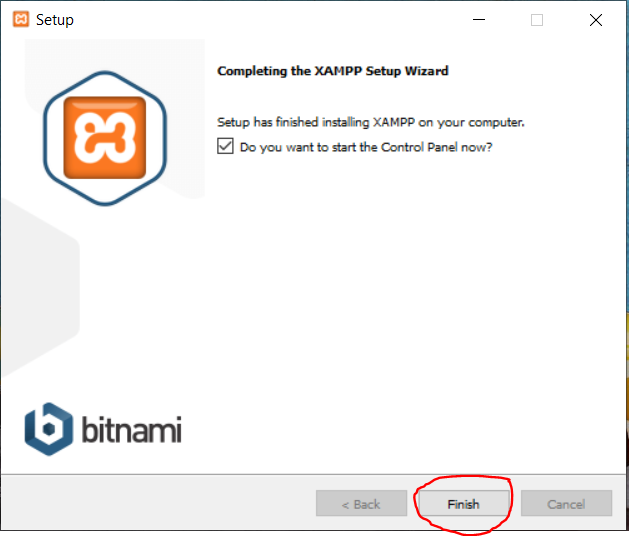 Setup
Completing the XAMPP Setup Wizard
Setup has finished installing XAMPP on your computer.
Do you want to start the Control Panel now?
bitnami
< Back
Finish
Cancel